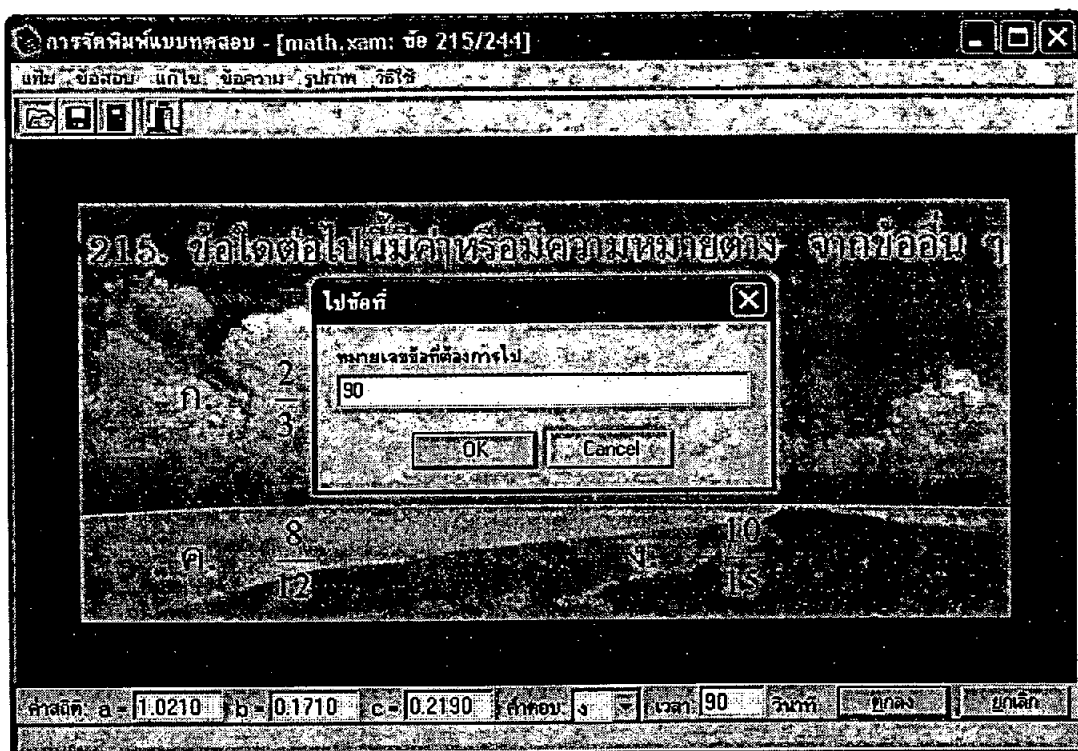 การจัดพิมพ์แบบทดสอบ - [math.xam: ข้อ 215/244]
แฟ้ม ข้อสอบ แก้ไข ข้อความ รูปภาพ วิธีใช้
215. ข้อใดต่อไปนี้มีค่าหรือมีความหมายต่าง จากข้ออื่น ๆ
ไปข้อที่
หมายเลขข้อที่ต้องการไป
90
OK Cancel
ก. 2
3
ค. 8
12
ง. 10
15
ค่าสถิติ: a = 1.0210 b = 0.1710 c = 0.2190 คำตอบ: ง เวลา 90 วินาที ตกลง ยกเลิก